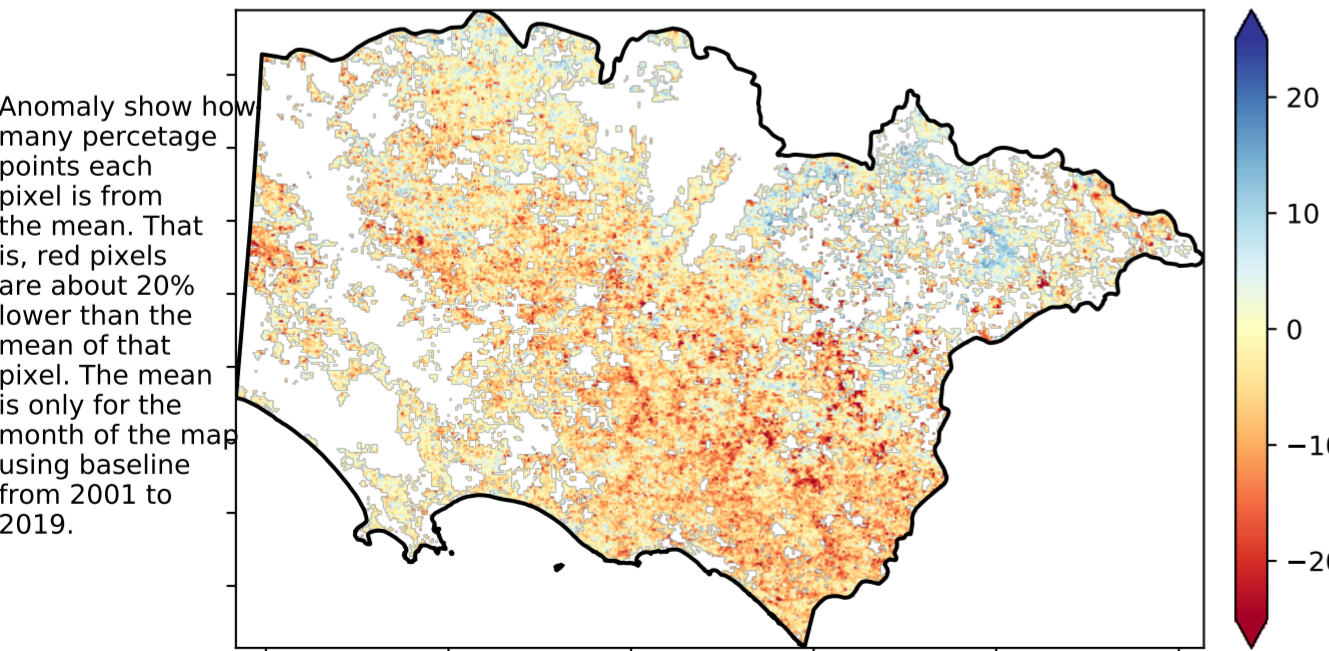 Anomaly show how
many percetage
points each
pixel is from
the mean. That
is, red pixels
are about 20%
lower than the
mean of that
pixel. The mean
is only for the
month of the map
using baseline
from 2001 to
2019.
20
10
0
−10
−20